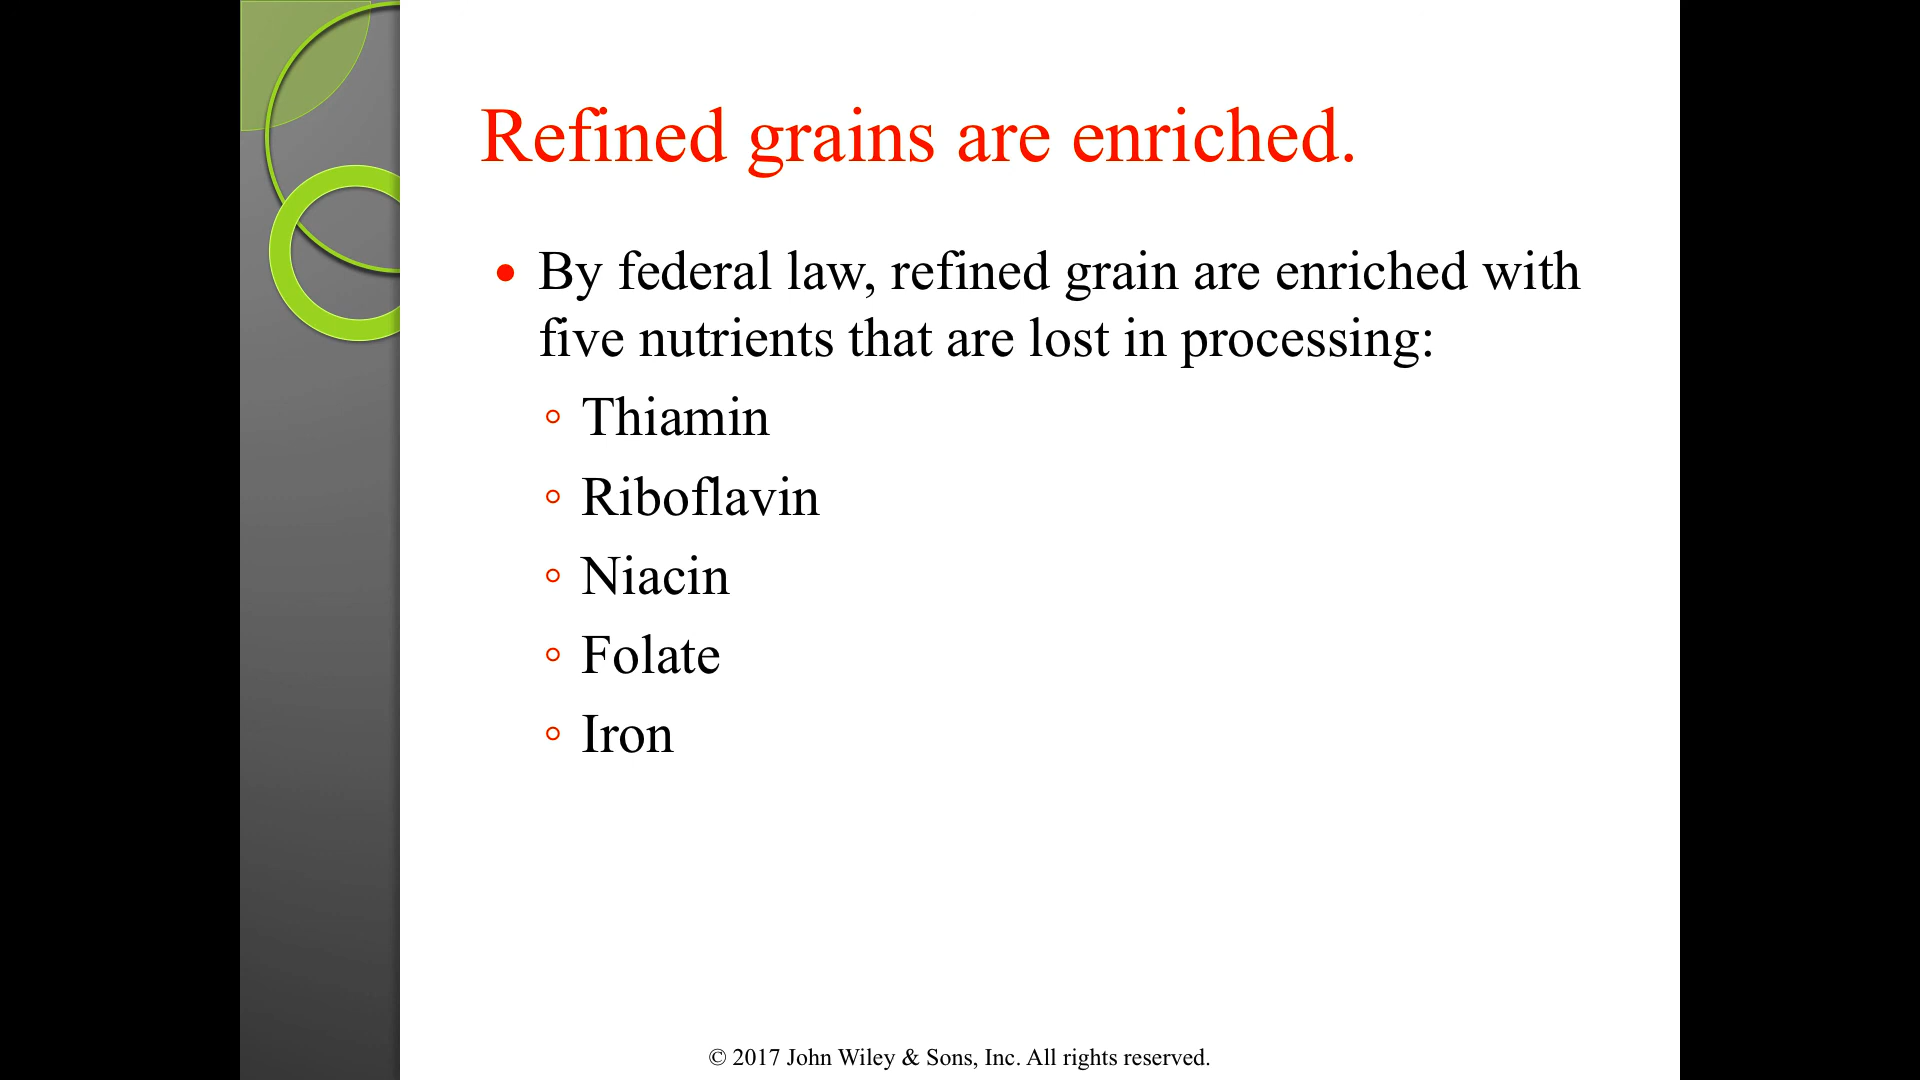 Refined grains are enriched.
• By federal law, refined grain are enriched with
five nutrients that are lost in processing:
◦ Thiamin
◦ Riboflavin
◦ Niacin
◦ Folate
◦ Iron
© 2017 John Wiley & Sons, Inc. All rights reserved.